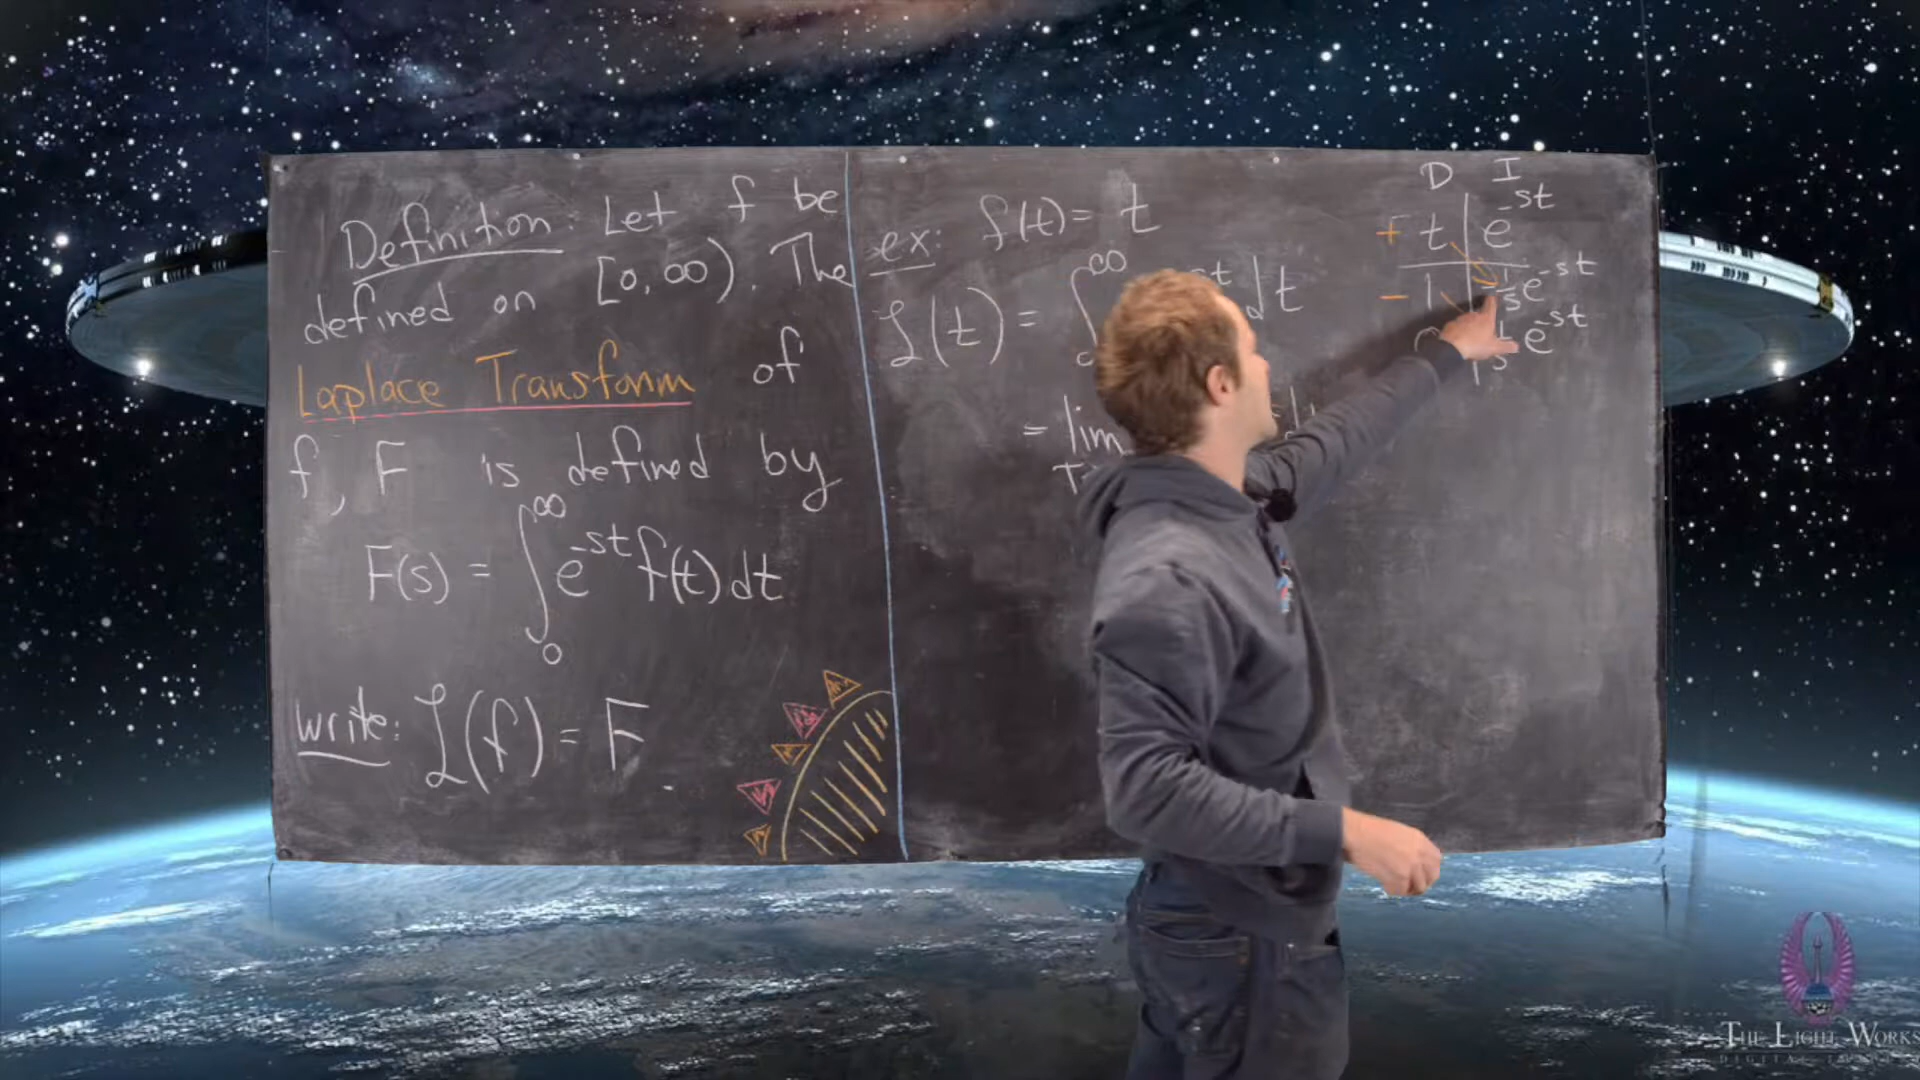 Definition: Let f be
defined on [0,∞). The
Laplace Transform of
f, F is defined by
F(s) = ∫₀^∞ e^-st f(t) dt
write: ℒ(f) = F
ex: f(t) = t
ℒ(t) = ∫^∞ dt
= lim
D I
+ t e^-st
- 1 e^-st
e^-st
THE LIGHT WORKS